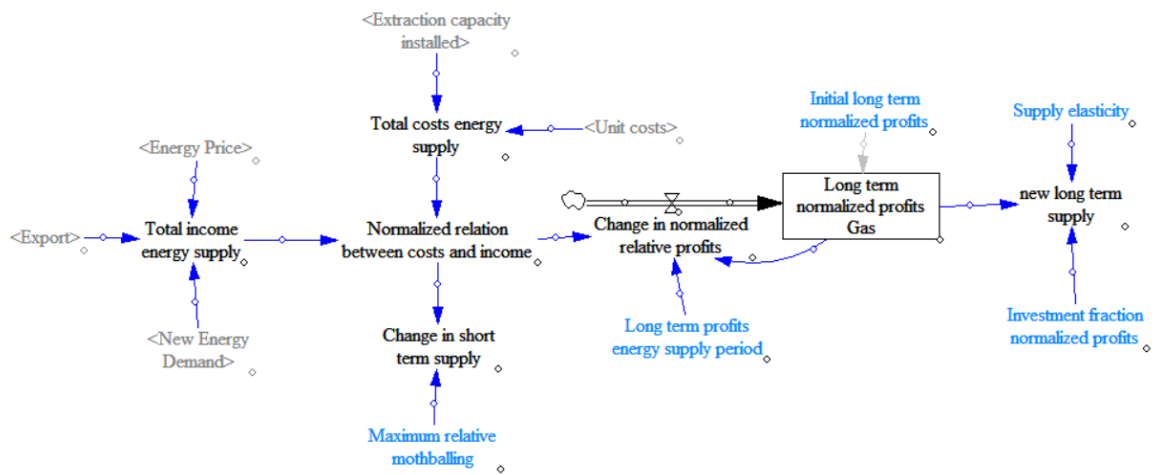 <Extraction capacity
installed>
Initial long term
normalized profits
Supply elasticity
Total costs energy
supply
<Unit costs>
<Energy Price>
Long term
normalized profits
Gas
new long term
supply
<Export>
Total income
energy supply
Normalized relation
between costs and income
Change in normalized
relative profits
<New Energy
Demand>
Change in short
term supply
Long term profits
energy supply period
Investment fraction
normalized profits
Maximum relative
mothballing